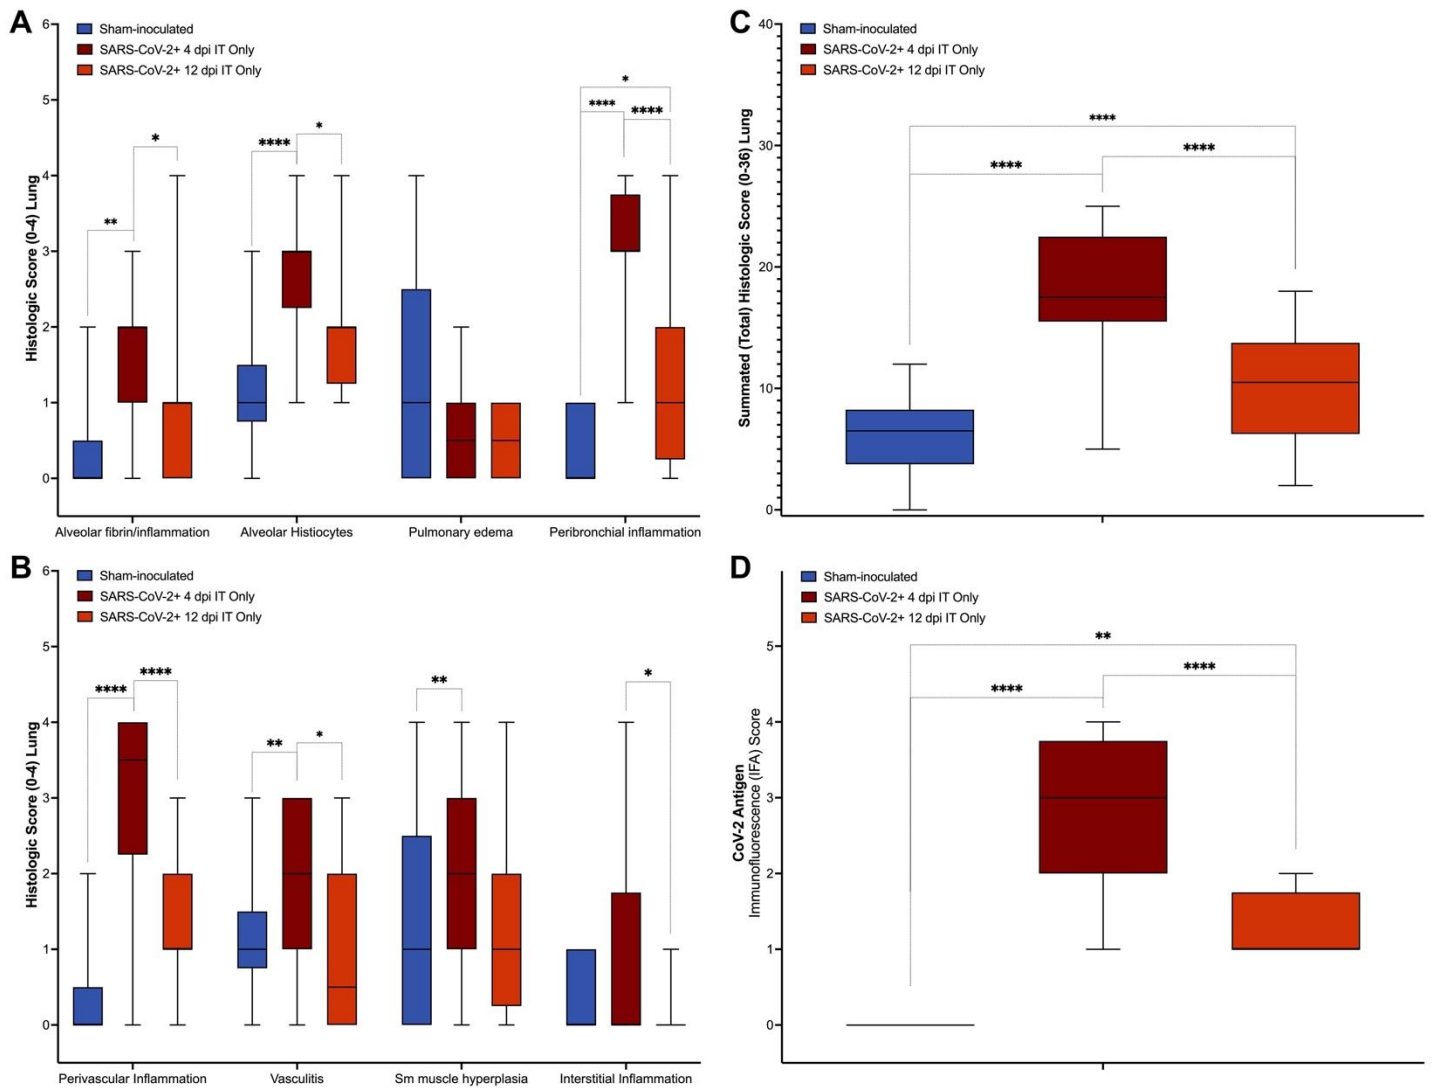 A
Sham-inoculated
SARS-CoV-2+ 4 dpi IT Only
SARS-CoV-2+ 12 dpi IT Only
Histologic Score (0-4) Lung
6
5
4
3
2
1
0
**
*
****
*
****
*
****
Alveolar fibrin/inflammation
Alveolar Histiocytes
Pulmonary edema
Peribronchial inflammation
C
Sham-inoculated
SARS-CoV-2+ 4 dpi IT Only
SARS-CoV-2+ 12 dpi IT Only
Summated (Total) Histologic Score (0-36) Lung
40
30
20
10
0
****
****
****
B
Sham-inoculated
SARS-CoV-2+ 4 dpi IT Only
SARS-CoV-2+ 12 dpi IT Only
Histologic Score (0-4) Lung
6
5
4
3
2
1
0
****
****
**
*
**
*
Perivascular Inflammation
Vasculitis
Sm muscle hyperplasia
Interstitial Inflammation
D
Sham-inoculated
SARS-CoV-2+ 4 dpi IT Only
SARS-CoV-2+ 12 dpi IT Only
CoV-2 Antigen
Immunofluorescence (IFA) Score
5
4
3
2
1
0
**
****
****